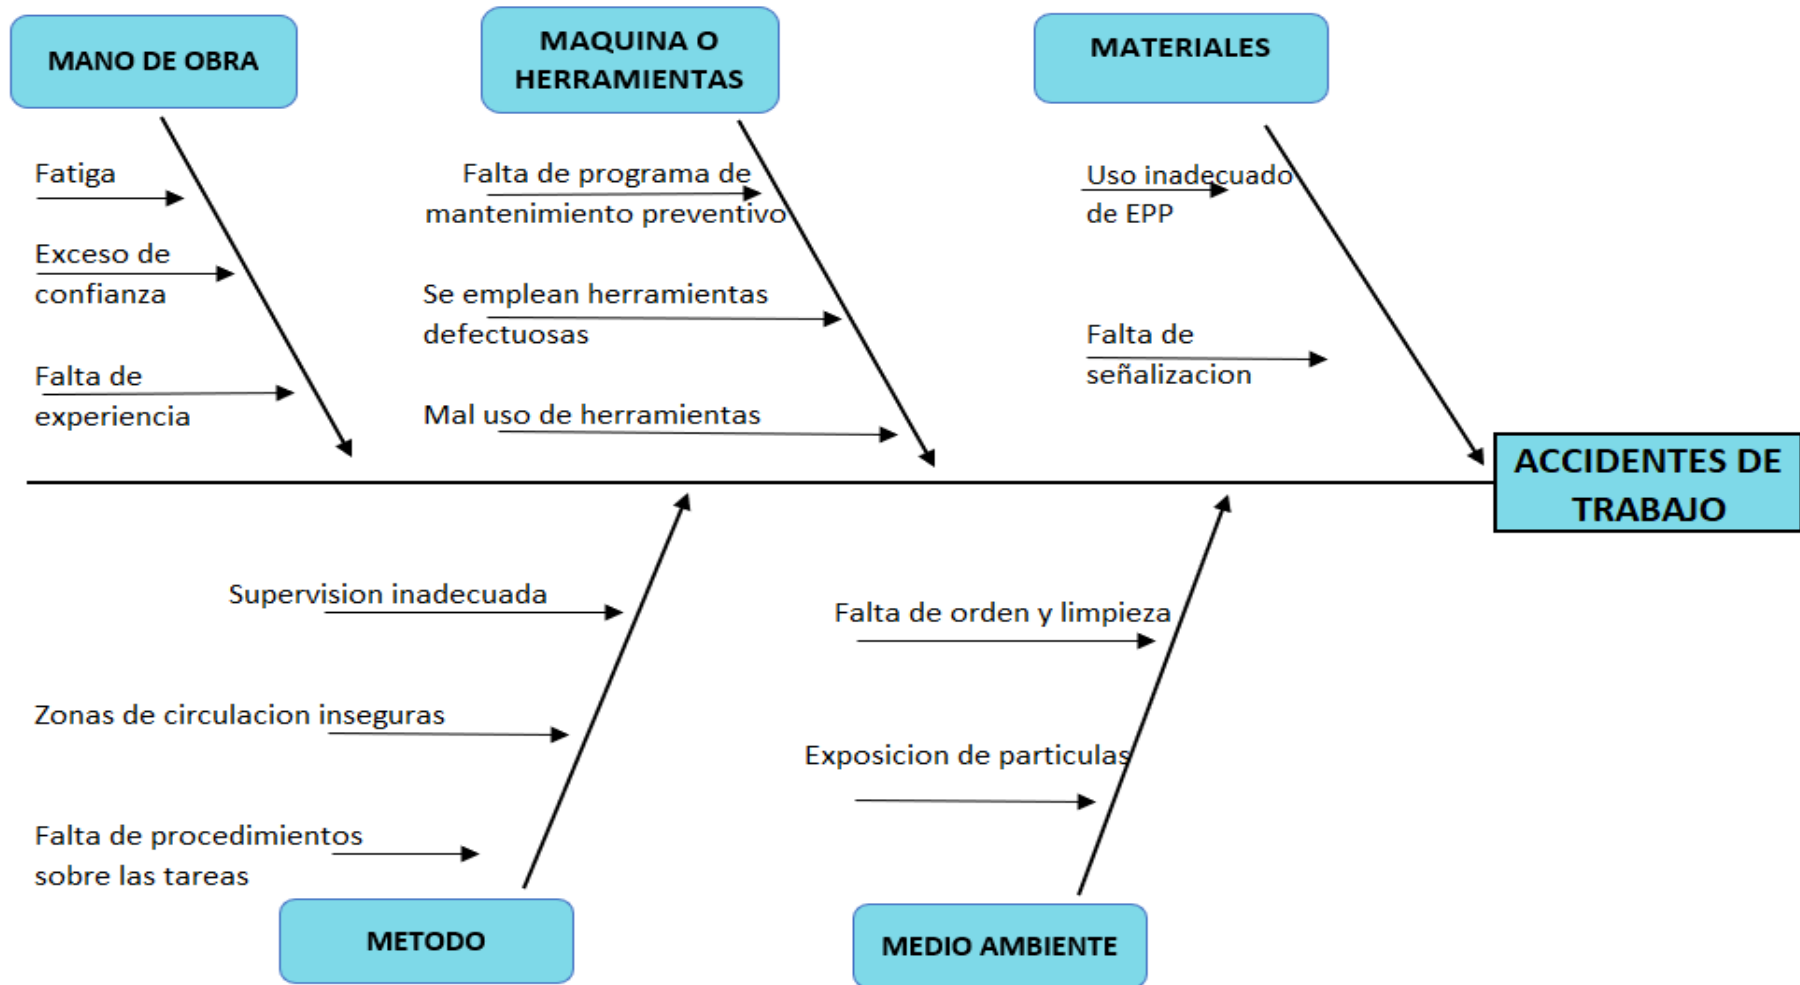 MANO DE OBRA
MAQUINA O
HERRAMIENTAS
MATERIALES
Fatiga
Exceso de
confianza
Falta de
experiencia
Falta de programa de
mantenimiento preventivo
Se emplean herramientas
defectuosas
Mal uso de herramientas
Uso inadecuado
de EPP
Falta de
señalizacion
ACCIDENTES DE
TRABAJO
Supervision inadecuada
Zonas de circulacion inseguras
Falta de procedimientos
sobre las tareas
Falta de orden y limpieza
Exposicion de particulas
METODO
MEDIO AMBIENTE